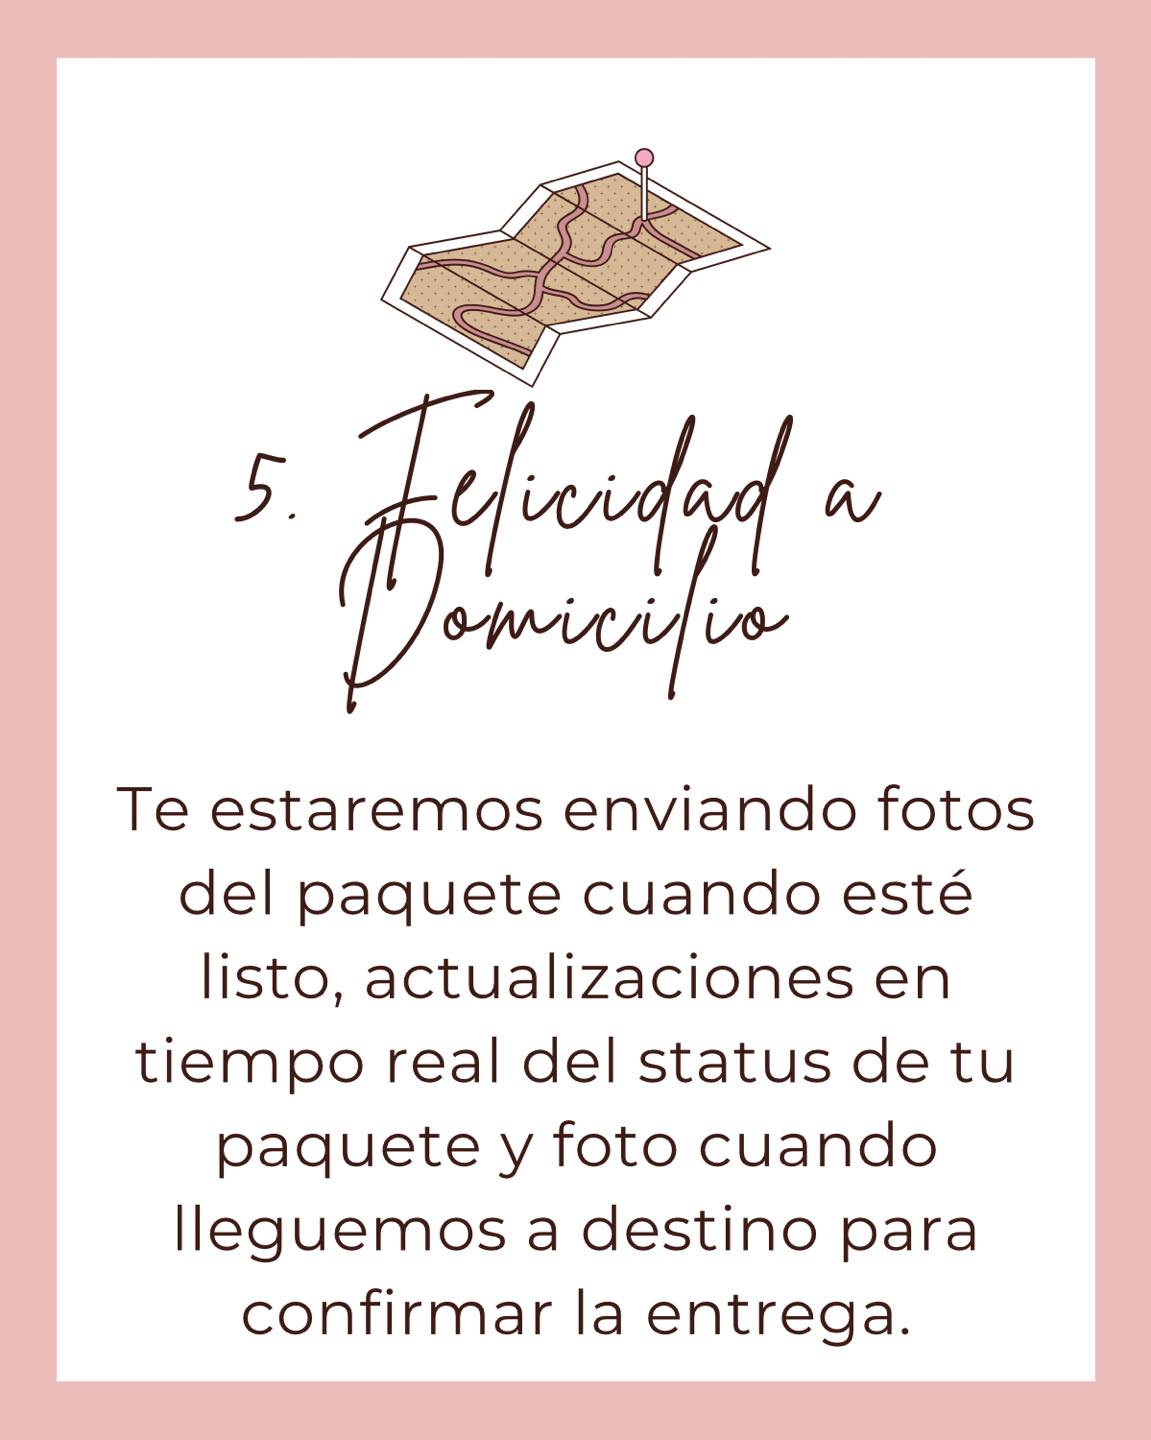 5. Felicidad a
Domicilio
Te estaremos enviando fotos
del paquete cuando esté
listo, actualizaciones en
tiempo real del status de tu
paquete y foto cuando
lleguemos a destino para
confirmar la entrega.